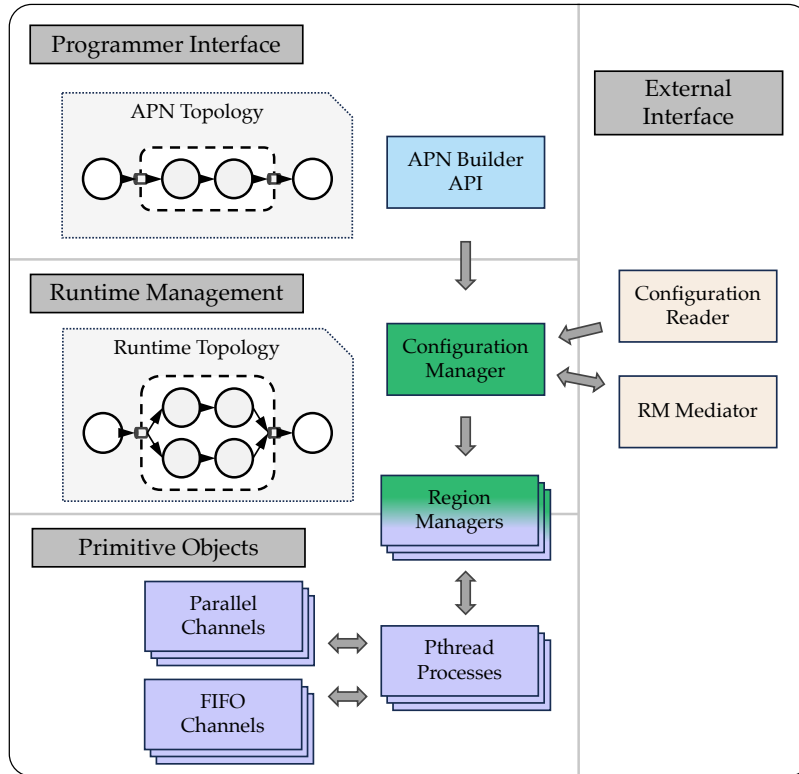 Programmer Interface
APN Topology
APN Builder
API
External
Interface
Runtime Management
Runtime Topology
Configuration
Manager
Configuration
Reader
RM Mediator
Region
Managers
Primitive Objects
Parallel
Channels
Pthread
Processes
FIFO
Channels